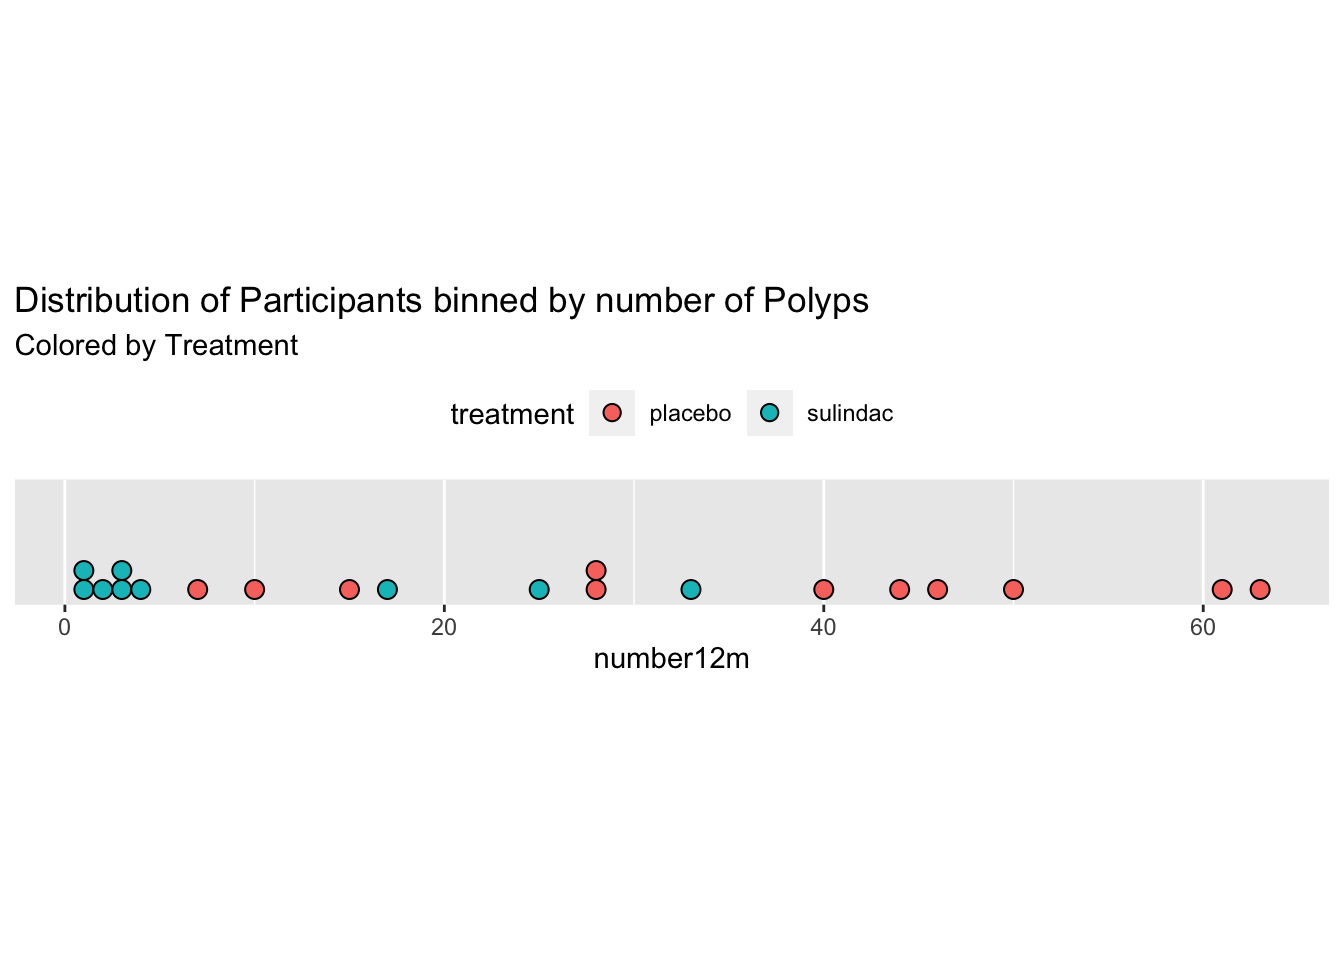 Distribution of Participants binned by number of Polyps
Colored by Treatment
treatment placebo sulindac
0 20 40 60
number12m